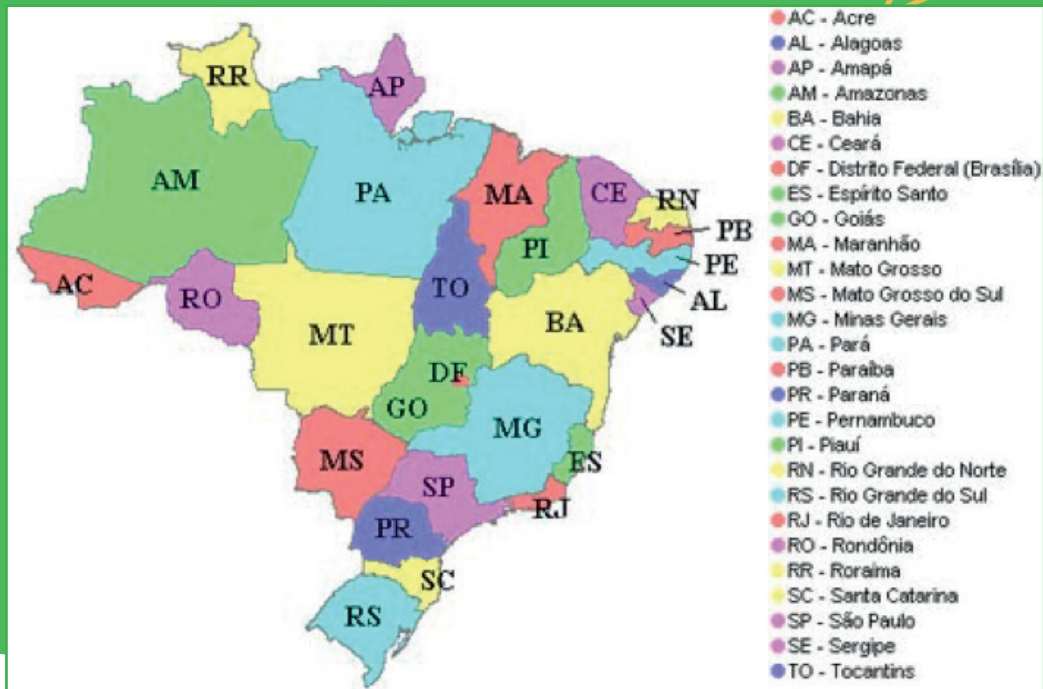 RR
AP
AM
PA
MA
CE
RN
PB
PI
PE
AC
RO
TO
AL
SE
MT
BA
DF
GO
MG
MS
ES
SP
RJ
PR
SC
RS
AC - Acre
AL - Alagoas
AP - Amapá
AM - Amazonas
BA - Bahia
CE - Ceará
DF - Distrito Federal (Brasília)
ES - Espírito Santo
GO - Goiás
MA - Maranhão
MT - Mato Grosso
MS - Mato Grosso do Sul
MG - Minas Gerais
PA - Pará
PB - Paraíba
PR - Paraná
PE - Pernambuco
PI - Piauí
RN - Rio Grande do Norte
RS - Rio Grande do Sul
RJ - Rio de Janeiro
RO - Rondônia
RR - Roraima
SC - Santa Catarina
SP - São Paulo
SE - Sergipe
TO - Tocantins